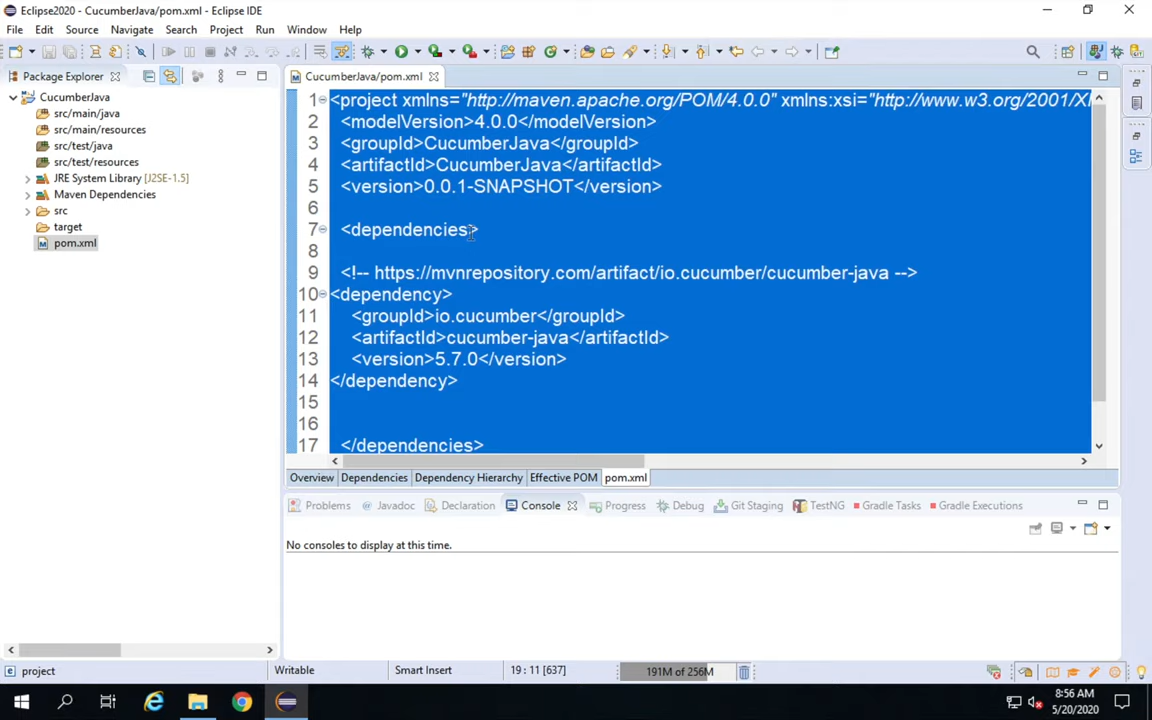 Eclipse2020 - CucumberJava/pom.xml - Eclipse IDE
File Edit Source Navigate Search Project Run Window Help
Package Explorer
CucumberJava/pom.xml
CucumberJava
src/main/java
src/main/resources
src/test/java
src/test/resources
JRE System Library [J2SE-1.5]
Maven Dependencies
src
target
pom.xml
1 <project xmlns="http://maven.apache.org/POM/4.0.0" xmlns:xsi="http://www.w3.org/2001/XI
2 <modelVersion>4.0.0</modelVersion>
3 <groupId>CucumberJava</groupId>
4 <artifactId>CucumberJava</artifactId>
5 <version>0.0.1-SNAPSHOT</version>
6
7 <dependencies>
8
9 <!-- https://mvnrepository.com/artifact/io.cucumber/cucumber-java -->
10 <dependency>
11 <groupId>io.cucumber</groupId>
12 <artifactId>cucumber-java</artifactId>
13 <version>5.7.0</version>
14 </dependency>
15
16
17 </dependencies>
Overview Dependencies Dependency Hierarchy Effective POM pom.xml
Problems Javadoc Declaration Console Progress Debug Git Staging TestNG Gradle Tasks Gradle Executions
No consoles to display at this time.
project Writable Smart Insert 19 : 11 [637] 191M of 256M
8:56 AM
5/20/2020